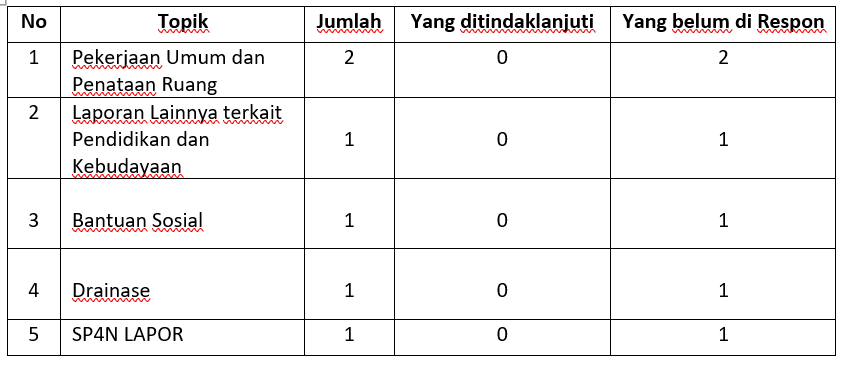 No Topik Jumlah Yang ditindaklanjuti Yang belum di Respon
1 Pekerjaan Umum dan 2 0 2
Penataan Ruang
2 Laporan Lainnya terkait
Pendidikan dan 1 0 1
Kebudayaan
3 Bantuan Sosial 1 0 1
4 Drainase 1 0 1
5 SP4N LAPOR 1 0 1